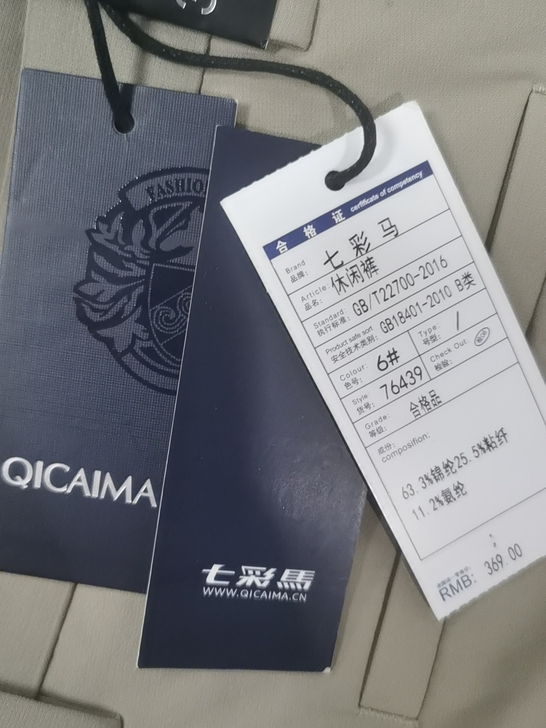 FASHIO
QICAIMA
七彩馬
WWW.QICAIMA.CN
合格证 certificate of competency
Brand
品牌: 七彩马
Article
品名: 休闲裤
Standard
执行标准: GB/T22700-2016
Product safe sort
安全技术类别: GB18401-2010 B类
Colour:
色号: 6#
Type:
号型: /
Style
货号: 76439
Check Out:
检验:
Grade:
等级: 合格品
成份:
composition:
63.3%锦纶25.5%粘纤
11.2%氨纶
RMB: 369.00